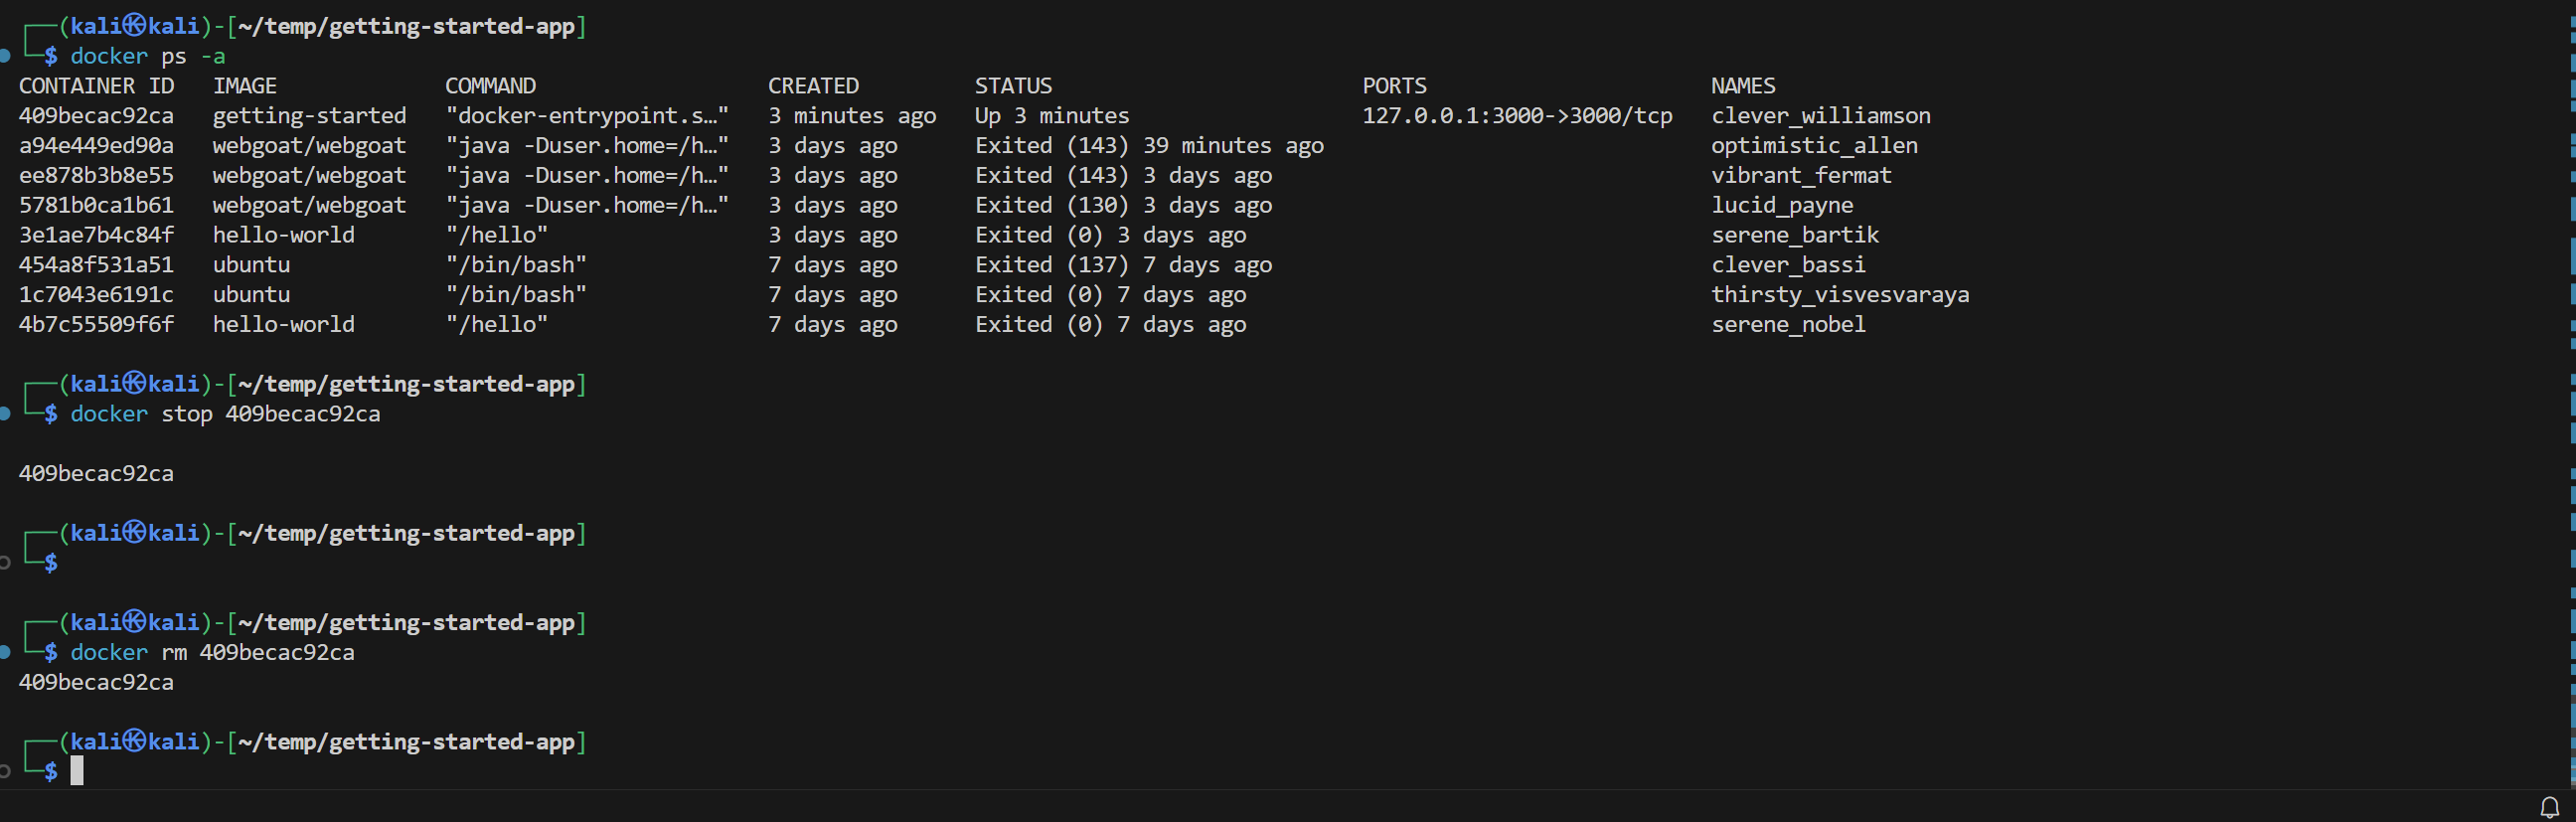 ┌──(kali㉿kali)-[~/temp/getting-started-app]
└─$ docker ps -a
CONTAINER ID   IMAGE             COMMAND                  CREATED         STATUS                        PORTS                      NAMES
409becac92ca   getting-started   "docker-entrypoint.s…"   3 minutes ago   Up 3 minutes                  127.0.0.1:3000->3000/tcp   clever_williamson
a94e449ed90a   webgoat/webgoat   "java -Duser.home=/h…"   3 days ago      Exited (143) 39 minutes ago                              optimistic_allen
ee878b3b8e55   webgoat/webgoat   "java -Duser.home=/h…"   3 days ago      Exited (143) 3 days ago                                  vibrant_fermat
5781b0ca1b61   webgoat/webgoat   "java -Duser.home=/h…"   3 days ago      Exited (130) 3 days ago                                  lucid_payne
3e1ae7b4c84f   hello-world       "/hello"                 3 days ago      Exited (0) 3 days ago                                    serene_bartik
454a8f531a51   ubuntu            "/bin/bash"              7 days ago      Exited (137) 7 days ago                                  clever_bassi
1c7043e6191c   ubuntu            "/bin/bash"              7 days ago      Exited (0) 7 days ago                                    thirsty_visvesvaraya
4b7c55509f6f   hello-world       "/hello"                 7 days ago      Exited (0) 7 days ago                                    serene_nobel
┌──(kali㉿kali)-[~/temp/getting-started-app]
└─$ docker stop 409becac92ca
409becac92ca
┌──(kali㉿kali)-[~/temp/getting-started-app]
└─$
┌──(kali㉿kali)-[~/temp/getting-started-app]
└─$ docker rm 409becac92ca
409becac92ca
┌──(kali㉿kali)-[~/temp/getting-started-app]
└─$